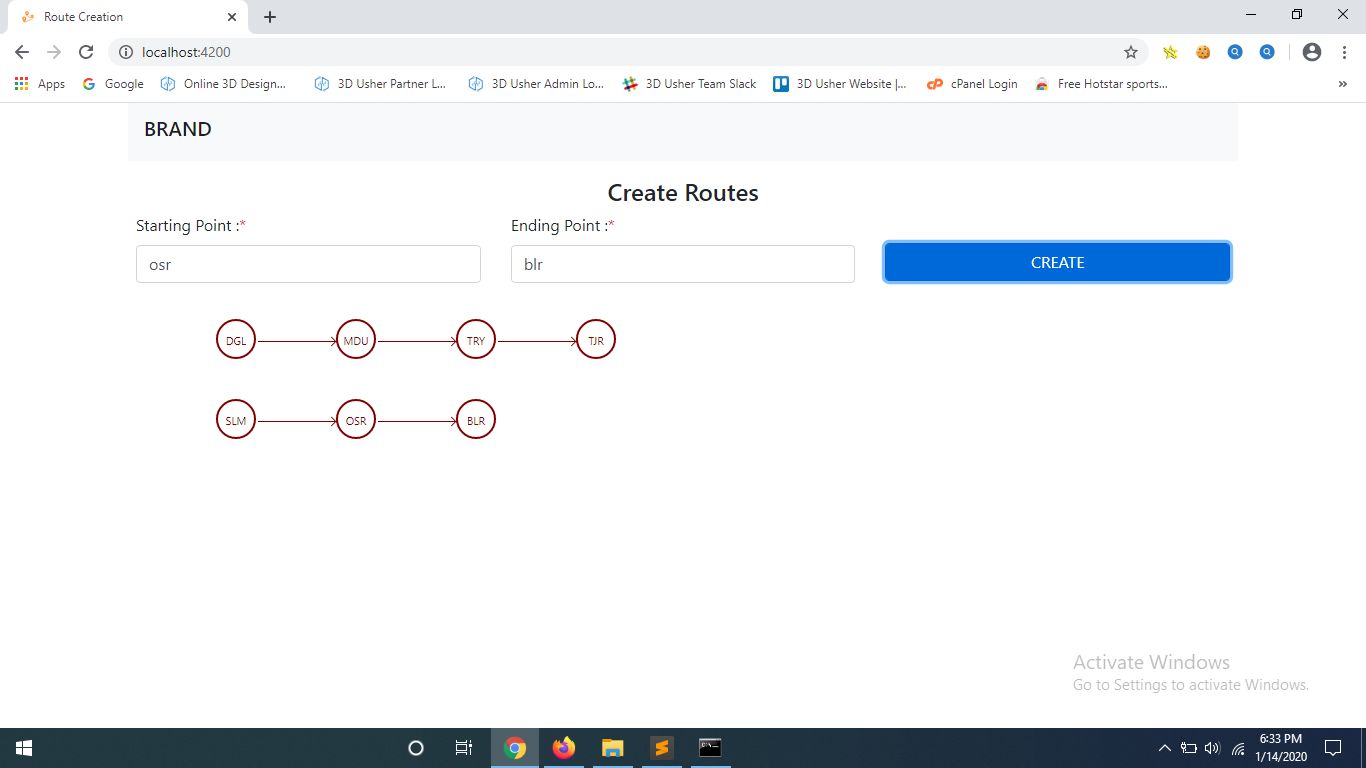 Route Creation
localhost:4200
Apps Google Online 3D Design... 3D Usher Partner L... 3D Usher Admin Lo... 3D Usher Team Slack 3D Usher Website |... cPanel Login Free Hotstar sports... »
BRAND
Create Routes
Starting Point :* Ending Point :*
osr blr CREATE
DGL MDU TRY TJR
SLM OSR BLR
Activate Windows
Go to Settings to activate Windows.
6:33 PM
1/14/2020